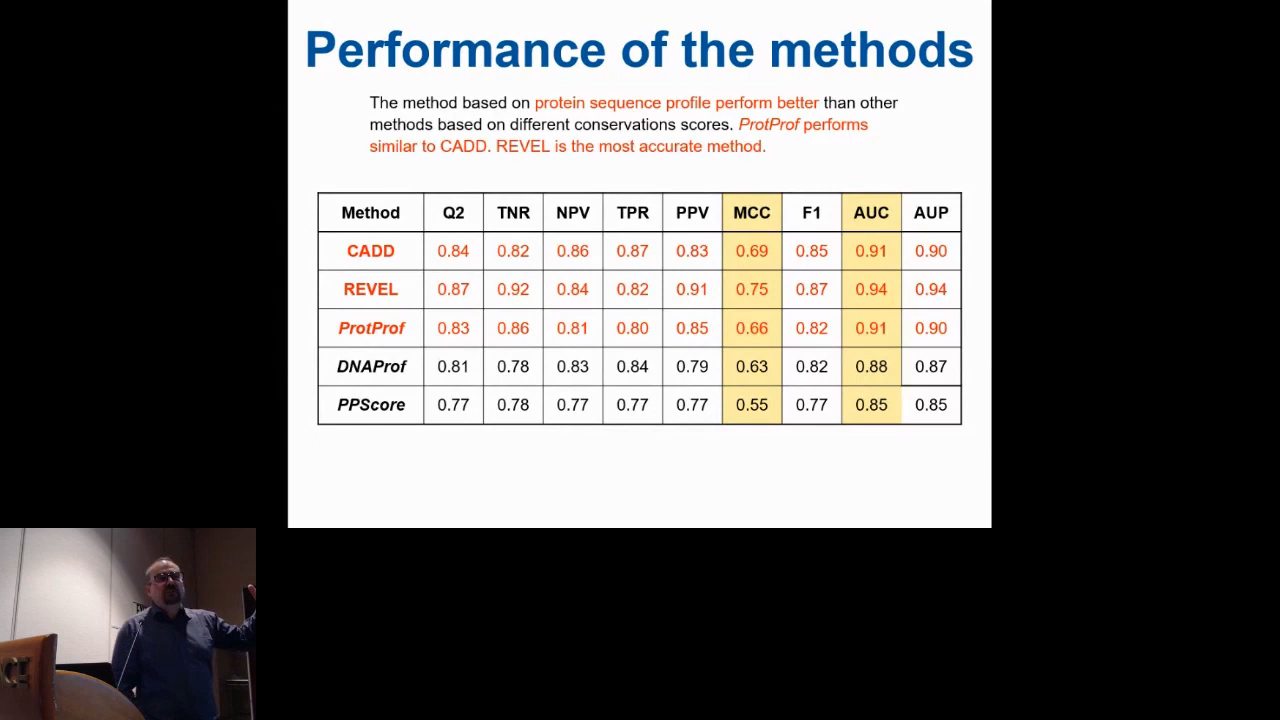 Performance of the methods
The method based on protein sequence profile perform better than other
methods based on different conservations scores. ProtProf performs
similar to CADD. REVEL is the most accurate method.
Method Q2 TNR NPV TPR PPV MCC F1 AUC AUP
CADD 0.84 0.82 0.86 0.87 0.83 0.69 0.85 0.91 0.90
REVEL 0.87 0.92 0.84 0.82 0.91 0.75 0.87 0.94 0.94
ProtProf 0.83 0.86 0.81 0.80 0.85 0.66 0.82 0.91 0.90
DNAProf 0.81 0.78 0.83 0.84 0.79 0.63 0.82 0.88 0.87
PPScore 0.77 0.78 0.77 0.77 0.77 0.55 0.77 0.85 0.85